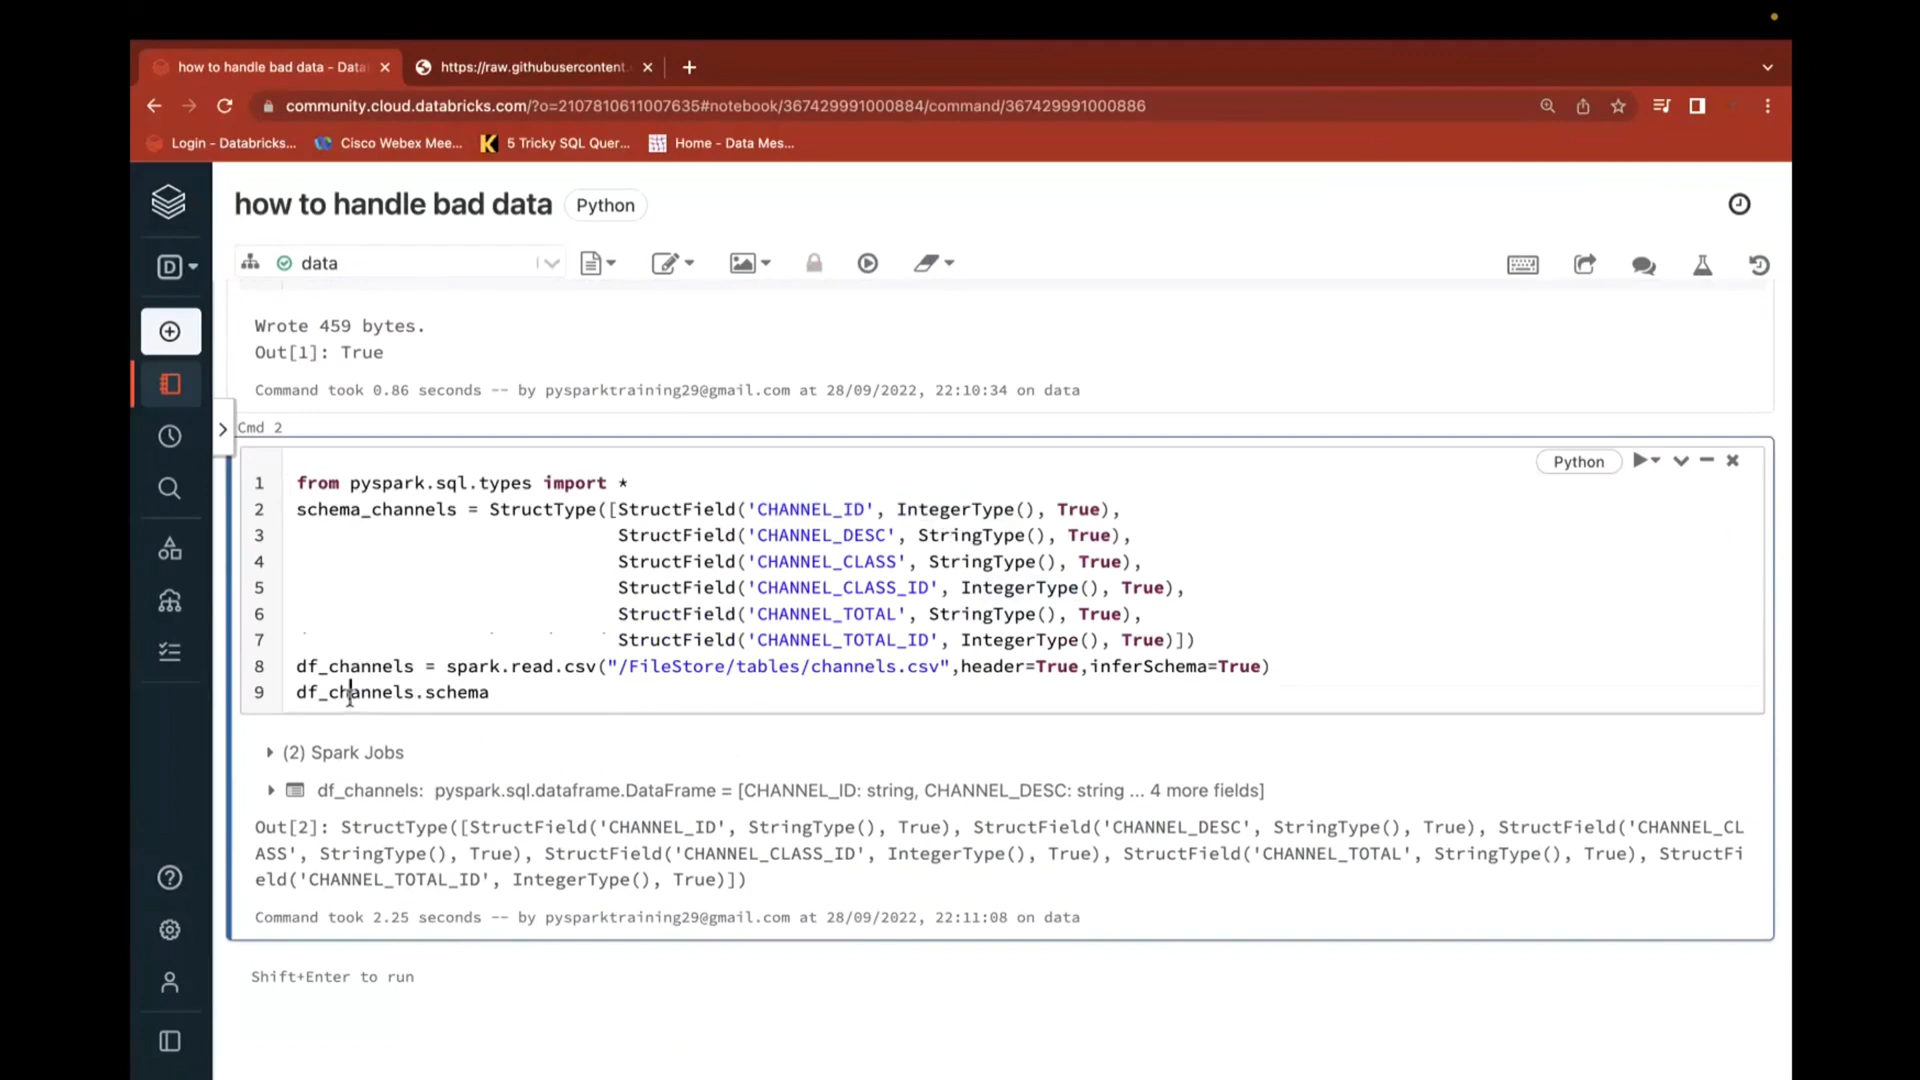 how to handle bad data - Data
https://raw.githubusercontent.
community.cloud.databricks.com/?o=2107810611007635#notebook/367429991000884/command/367429991000886
Login - Databricks...
Cisco Webex Mee...
5 Tricky SQL Quer...
Home - Data Mes...
how to handle bad data
Python
D
data
Wrote 459 bytes.
Out[1]: True
Command took 0.86 seconds -- by pysparktraining29@gmail.com at 28/09/2022, 22:10:34 on data
Cmd 2
Python
1 from pyspark.sql.types import *
2 schema_channels = StructType([StructField('CHANNEL_ID', IntegerType(), True),
3 StructField('CHANNEL_DESC', StringType(), True),
4 StructField('CHANNEL_CLASS', StringType(), True),
5 StructField('CHANNEL_CLASS_ID', IntegerType(), True),
6 StructField('CHANNEL_TOTAL', StringType(), True),
7 StructField('CHANNEL_TOTAL_ID', IntegerType(), True)])
8 df_channels = spark.read.csv("/FileStore/tables/channels.csv",header=True,inferSchema=True)
9 df_channels.schema
(2) Spark Jobs
df_channels: pyspark.sql.dataframe.DataFrame = [CHANNEL_ID: string, CHANNEL_DESC: string ... 4 more fields]
Out[2]: StructType([StructField('CHANNEL_ID', StringType(), True), StructField('CHANNEL_DESC', StringType(), True), StructField('CHANNEL_CL
ASS', StringType(), True), StructField('CHANNEL_CLASS_ID', IntegerType(), True), StructField('CHANNEL_TOTAL', StringType(), True), StructFi
eld('CHANNEL_TOTAL_ID', IntegerType(), True)])
Command took 2.25 seconds -- by pysparktraining29@gmail.com at 28/09/2022, 22:11:08 on data
Shift+Enter to run